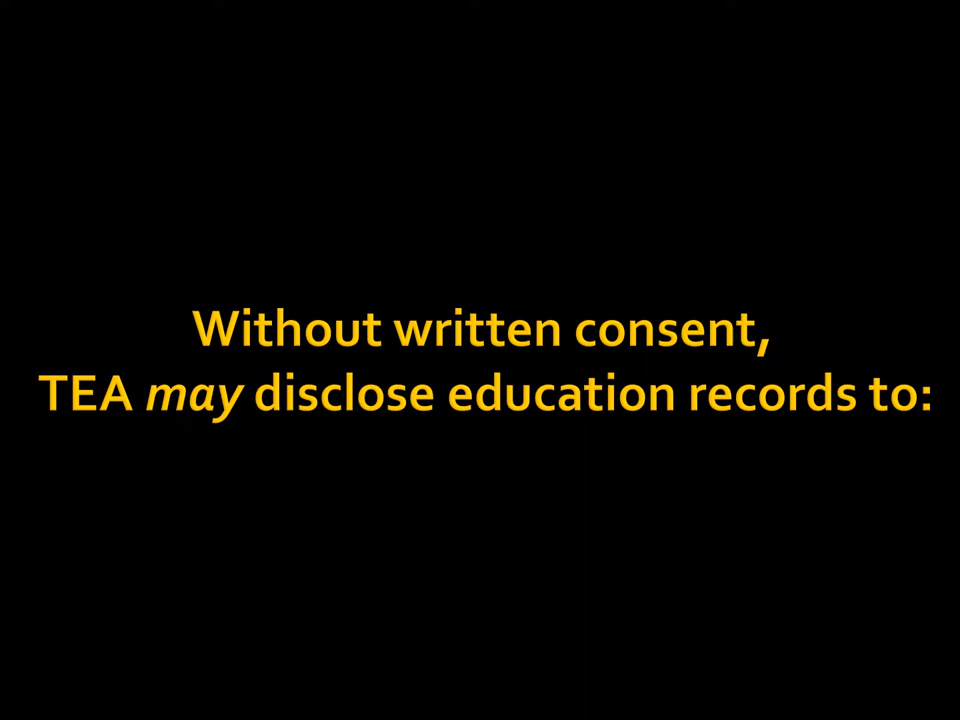 Without written consent,
TEA may disclose education records to: